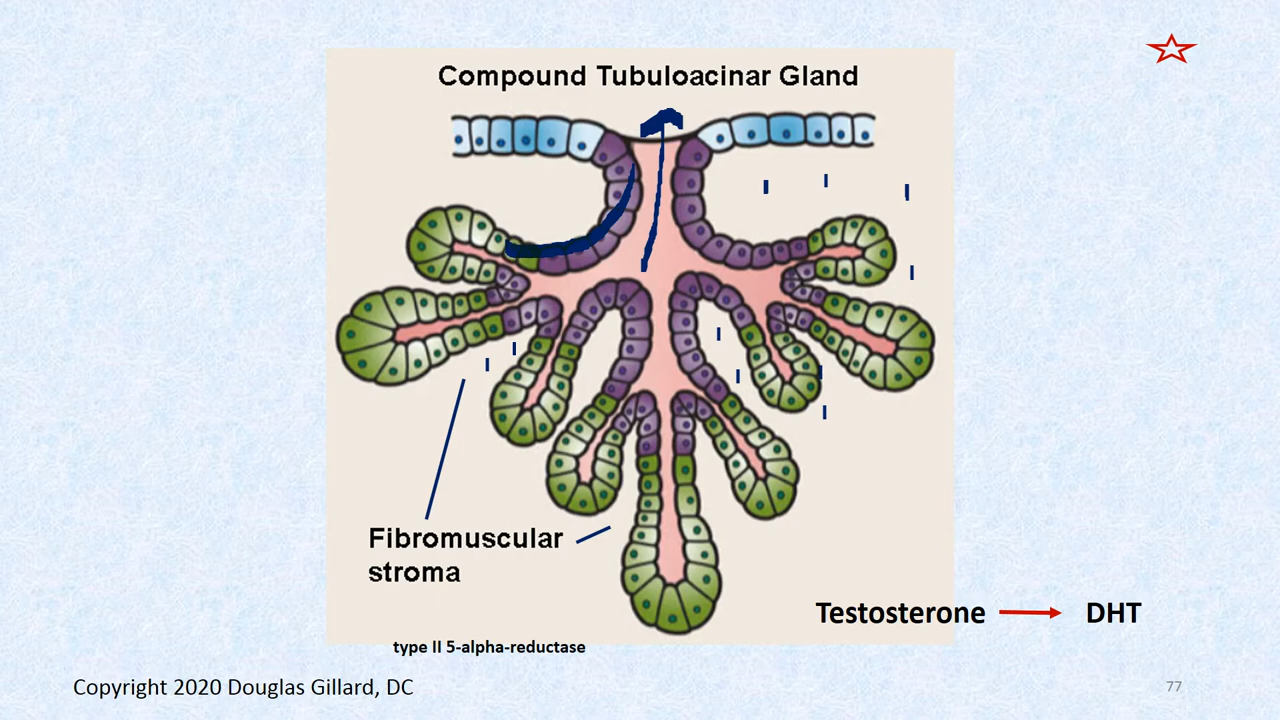 Compound Tubuloacinar Gland
Fibromuscular
stroma
Testosterone DHT
type II 5-alpha-reductase
Copyright 2020 Douglas Gillard, DC
77